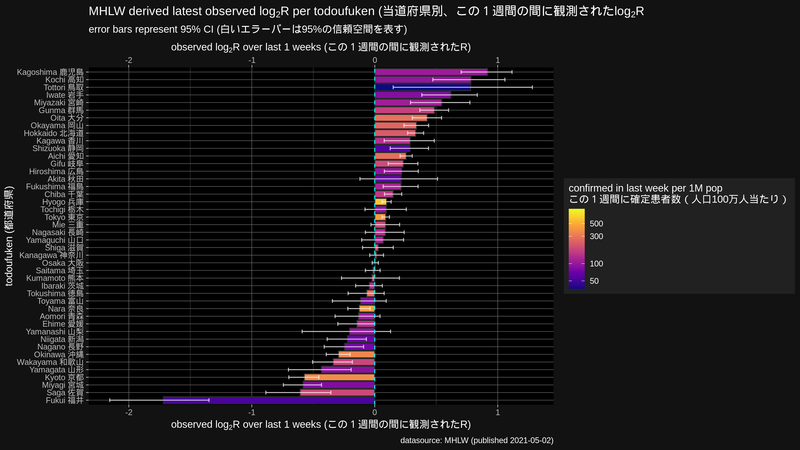 MHLW derived latest observed log₂R per todoufuken (当道府県別、この１週間の間に観測されたlog₂R
error bars represent 95% CI (白いエラーバーは95%の信頼空間を表す)
observed log₂R over last 1 weeks (この１週間の間に観測されたR)
-2 -1 0 1
Kagoshima 鹿児島
Kochi 高知
Tottori 鳥取
Iwate 岩手
Miyazaki 宮崎
Gunma 群馬
Oita 大分
Okayama 岡山
Hokkaido 北海道
Kagawa 香川
Shizuoka 静岡
Aichi 愛知
Gifu 岐阜
Hiroshima 広島
Akita 秋田
Fukushima 福島
Chiba 千葉
Hyogo 兵庫
Tochigi 栃木
Tokyo 東京
Mie 三重
Nagasaki 長崎
Yamaguchi 山口
Shiga 滋賀
Kanagawa 神奈川
Osaka 大阪
Saitama 埼玉
Kumamoto 熊本
Ibaraki 茨城
Tokushima 徳島
Toyama 富山
Nara 奈良
Aomori 青森
Ehime 愛媛
Yamanashi 山梨
Niigata 新潟
Nagano 長野
Okinawa 沖縄
Wakayama 和歌山
Yamagata 山形
Kyoto 京都
Miyagi 宮城
Saga 佐賀
Fukui 福井
todoufuken (都道府県)
-2 -1 0 1
observed log₂R over last 1 weeks (この１週間の間に観測されたR)
confirmed in last week per 1M pop
この１週間に確定患者数（人口100万人当たり）
500
300
100
50
datasource: MHLW (published 2021-05-02)